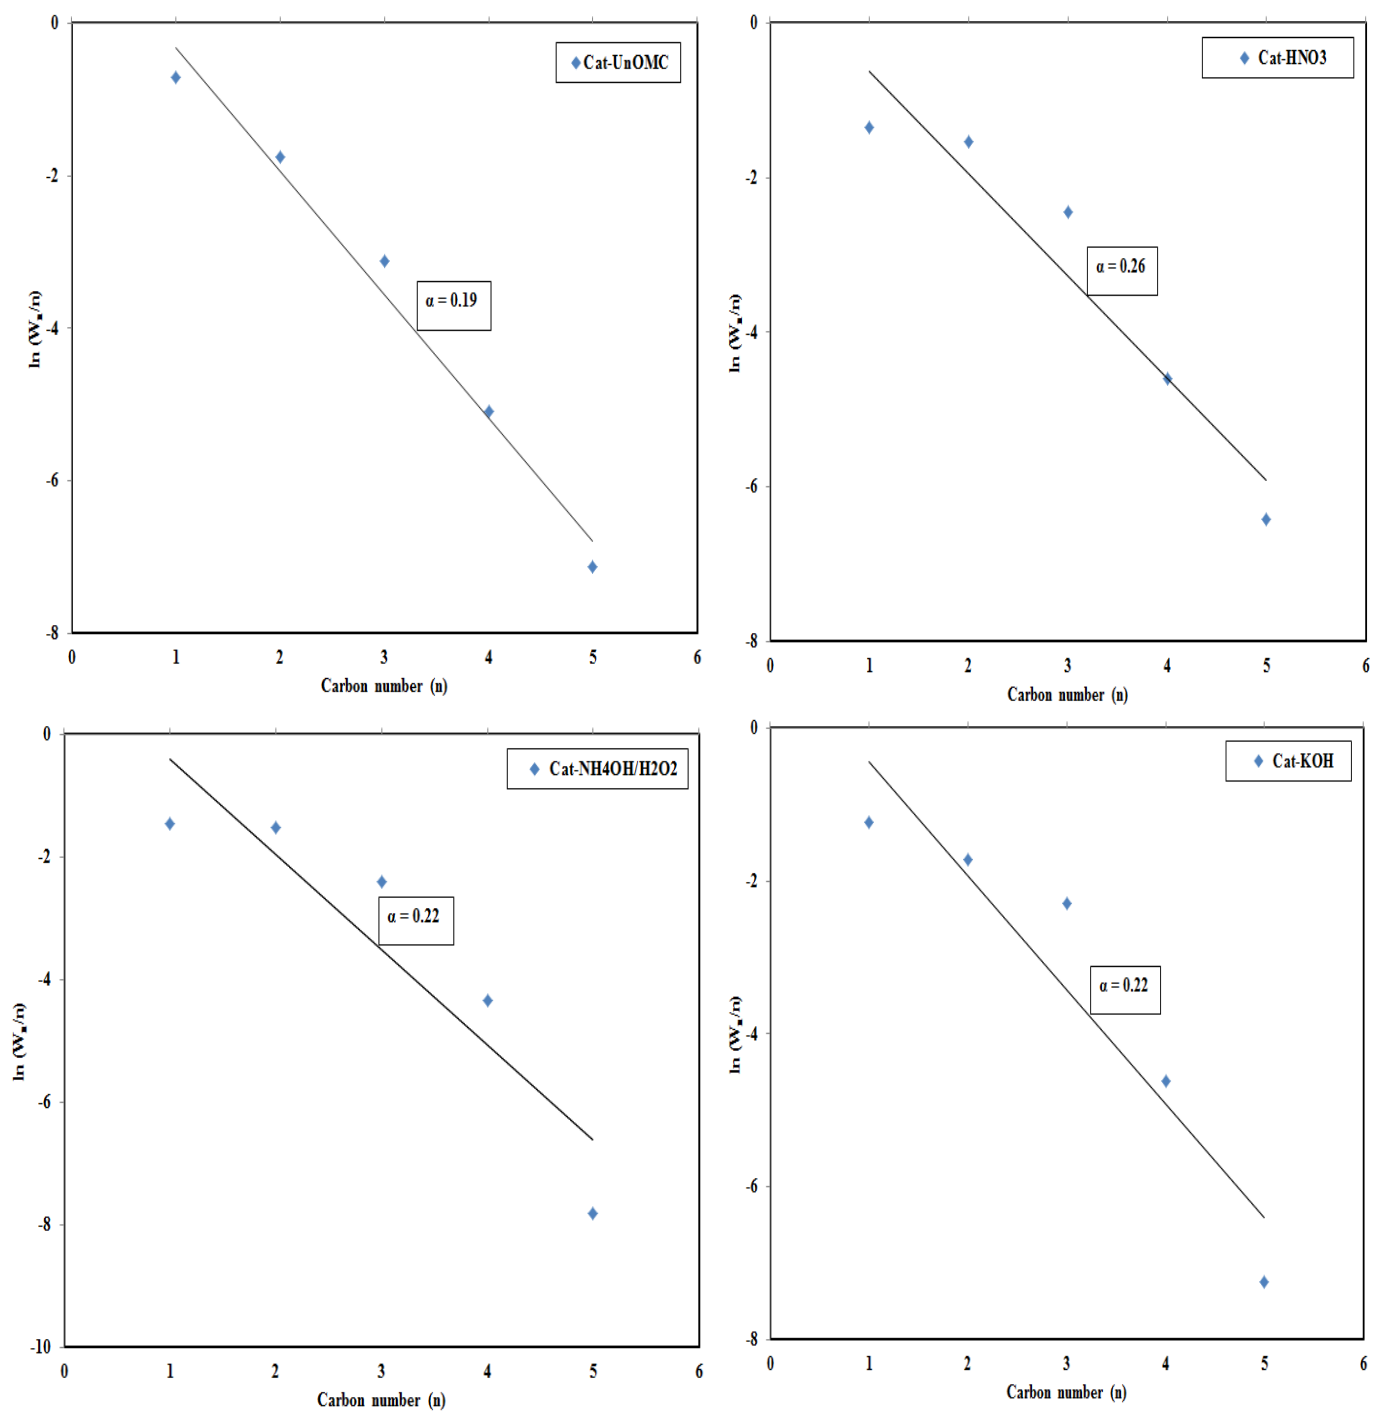 0
-2
-4
-6
-8
ln (Wn/n)
Cat-UnOMC
α = 0.19
0 1 2 3 4 5 6
Carbon number (n)
0
-2
-4
-6
-8
ln (Wn/n)
Cat-HNO3
α = 0.26
0 1 2 3 4 5 6
Carbon number (n)
0
-2
-4
-6
-8
-10
ln (Wn/n)
Cat-NH4OH/H2O2
α = 0.22
0 1 2 3 4 5 6
Carbon number (n)
0
-2
-4
-6
-8
ln (Wn/n)
Cat-KOH
α = 0.22
0 1 2 3 4 5 6
Carbon number (n)